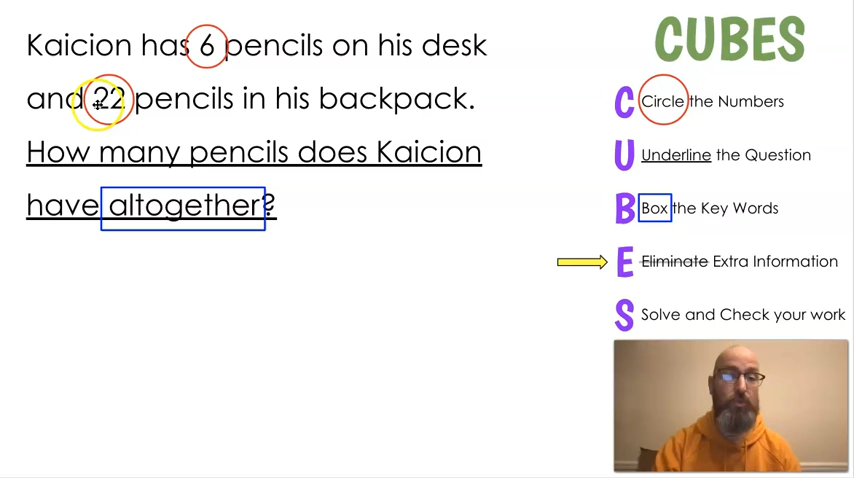 Kaicion has 6 pencils on his desk
and 22 pencils in his backpack.
How many pencils does Kaicion
have altogether?
CUBES
C Circle the Numbers
U Underline the Question
B Box the Key Words
E Eliminate Extra Information
S Solve and Check your work